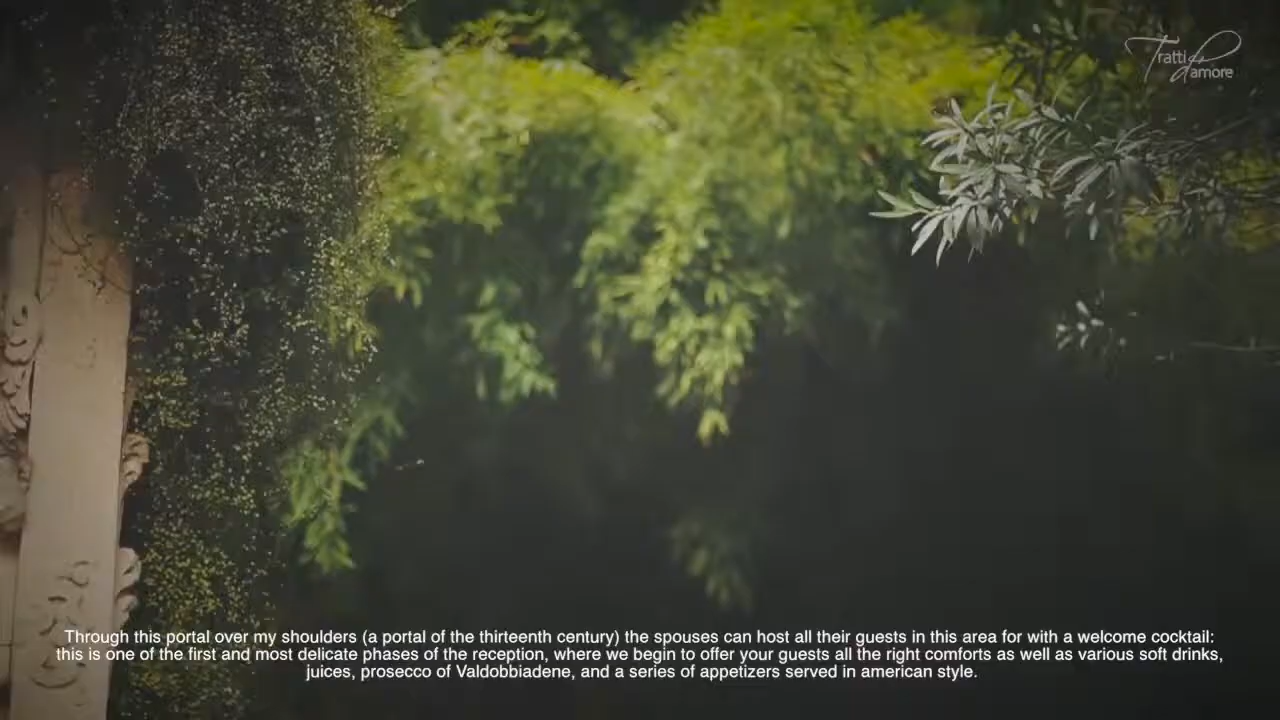 Tratti
damore
Through this portal over my shoulders (a portal of the thirteenth century) the spouses can host all their guests in this area for with a welcome cocktail:
this is one of the first and most delicate phases of the reception, where we begin to offer your guests all the right comforts as well as various soft drinks,
juices, prosecco of Valdobbiadene, and a series of appetizers served in american style.